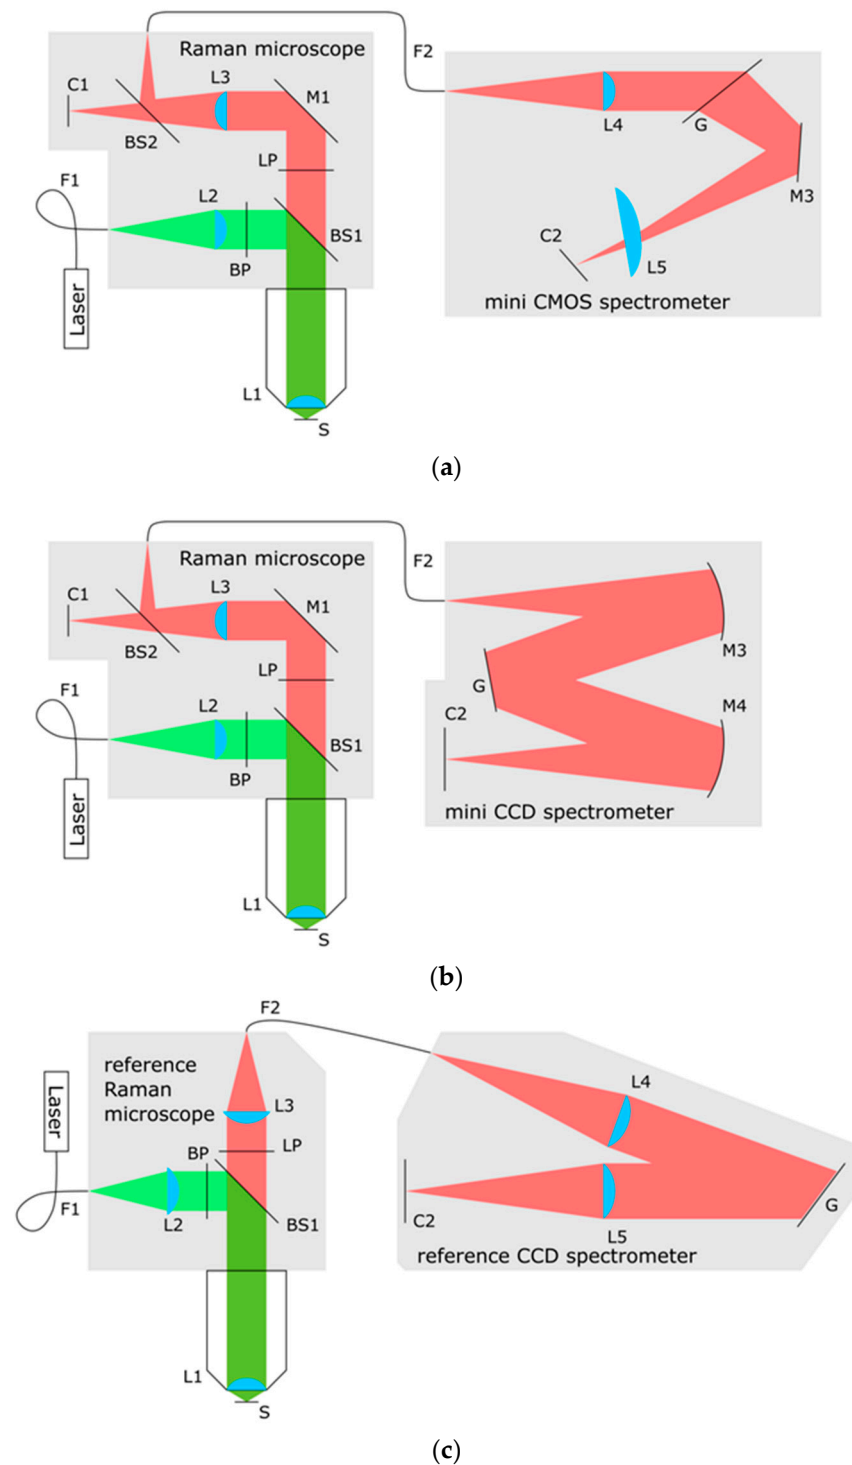 Raman microscope
F2
C1
L3
M1
BS2
L4
G
LP
F1
L2
M3
BS1
C2
BP
L5
mini CMOS spectrometer
Laser
L1
S
(a)
Raman microscope
F2
C1
L3
M1
BS2
M3
LP
G
F1
L2
C2
M4
BS1
BP
mini CCD spectrometer
Laser
L1
S
(b)
F2
reference
Raman
microscope
Laser
L4
L3
BP
LP
F1
L2
BS1
C2
G
L5
reference CCD spectrometer
L1
S
(c)